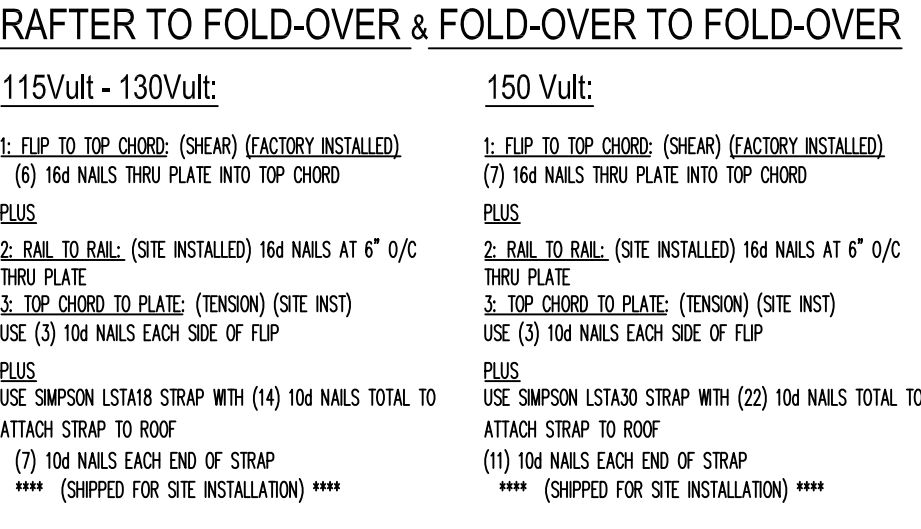 RAFTER TO FOLD-OVER & FOLD-OVER TO FOLD-OVER
115Vult - 130Vult:
1: FLIP TO TOP CHORD: (SHEAR) (FACTORY INSTALLED)
(6) 16d NAILS THRU PLATE INTO TOP CHORD
PLUS
2: RAIL TO RAIL: (SITE INSTALLED) 16d NAILS AT 6" O/C
THRU PLATE
3: TOP CHORD TO PLATE: (TENSION) (SITE INST)
USE (3) 10d NAILS EACH SIDE OF FLIP
PLUS
USE SIMPSON LSTA18 STRAP WITH (14) 10d NAILS TOTAL TO
ATTACH STRAP TO ROOF
(7) 10d NAILS EACH END OF STRAP
**** (SHIPPED FOR SITE INSTALLATION) ****
150 Vult:
1: FLIP TO TOP CHORD: (SHEAR) (FACTORY INSTALLED)
(7) 16d NAILS THRU PLATE INTO TOP CHORD
PLUS
2: RAIL TO RAIL: (SITE INSTALLED) 16d NAILS AT 6" O/C
THRU PLATE
3: TOP CHORD TO PLATE: (TENSION) (SITE INST)
USE (3) 10d NAILS EACH SIDE OF FLIP
PLUS
USE SIMPSON LSTA30 STRAP WITH (22) 10d NAILS TOTAL TO
ATTACH STRAP TO ROOF
(11) 10d NAILS EACH END OF STRAP
**** (SHIPPED FOR SITE INSTALLATION) ****